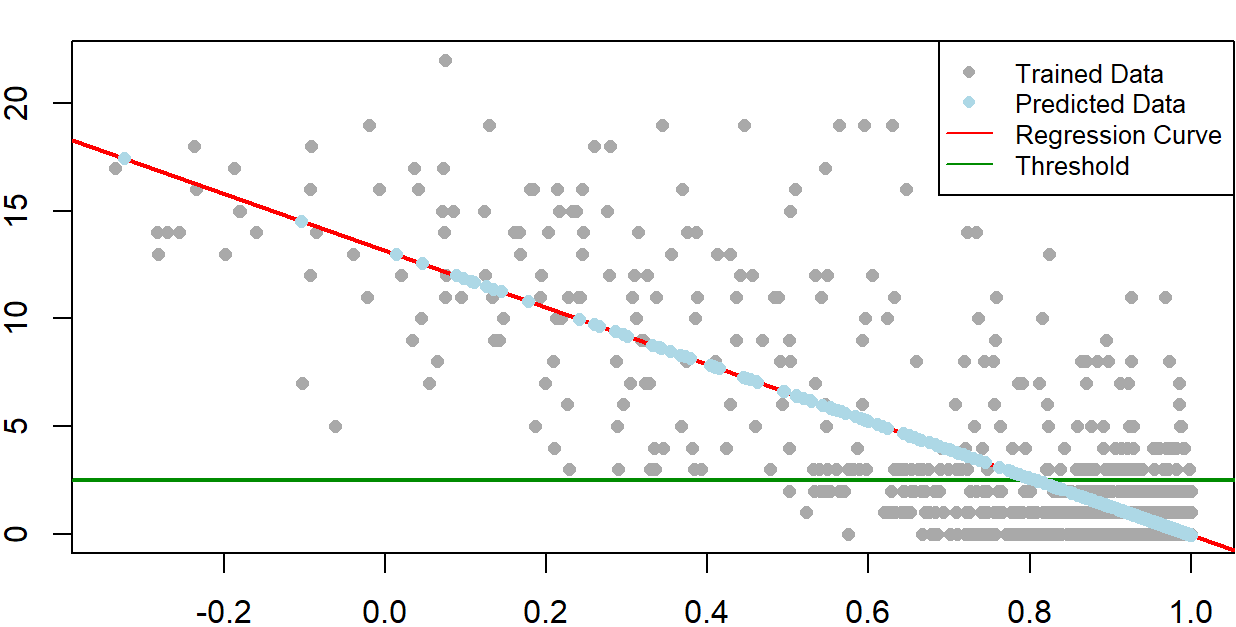 Trained Data
Predicted Data
Regression Curve
Threshold
20
15
10
5
0
-0.2 0.0 0.2 0.4 0.6 0.8 1.0